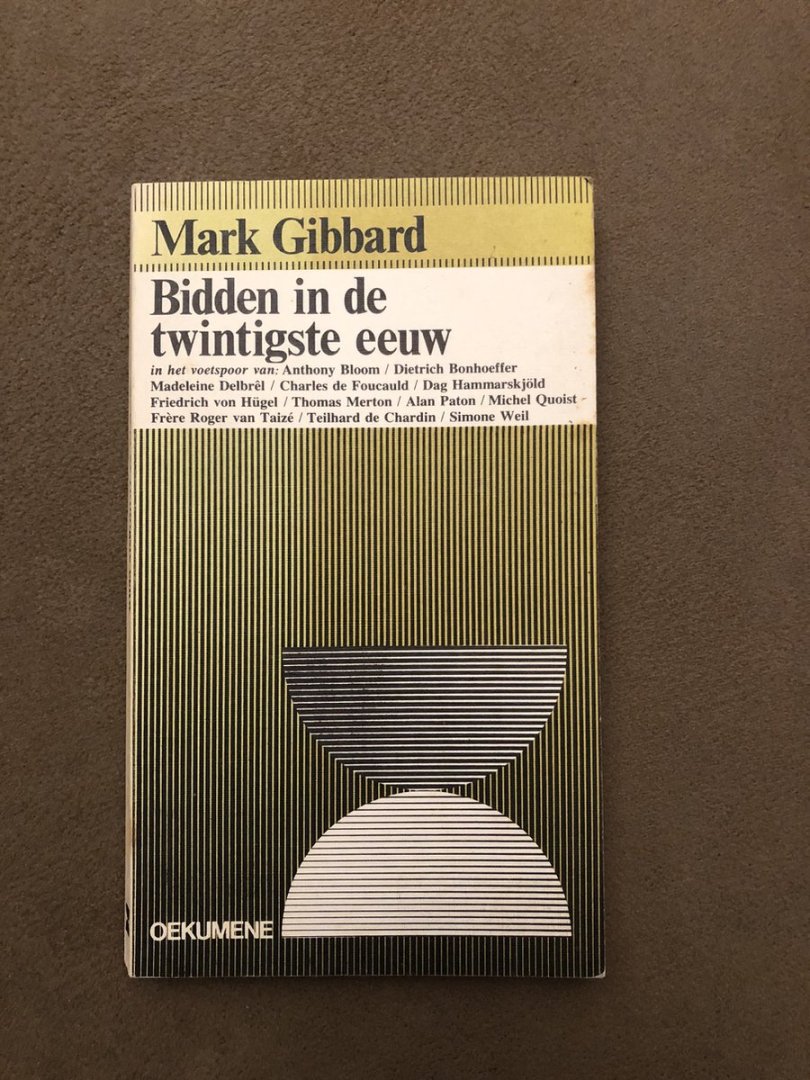 Mark Gibbard
Bidden in de
twintigste eeuw
in het voetspoor van: Anthony Bloom / Dietrich Bonhoeffer
Madeleine Delbrêl / Charles de Foucauld / Dag Hammarskjöld
Friedrich von Hügel / Thomas Merton / Alan Paton / Michel Quoist
Frère Roger van Taizé / Teilhard de Chardin / Simone Weil
OEKUMENE